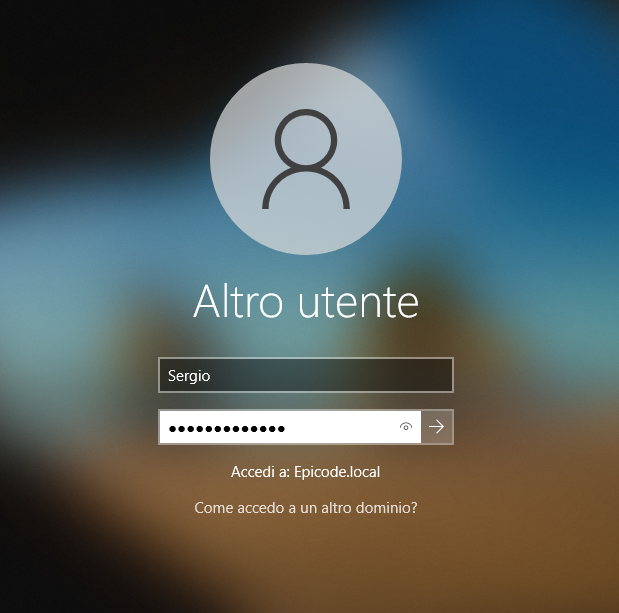 Altro utente
Sergio
●●●●●●●●●●●●●
Accedi a: Epicode.local
Come accedo a un altro dominio?